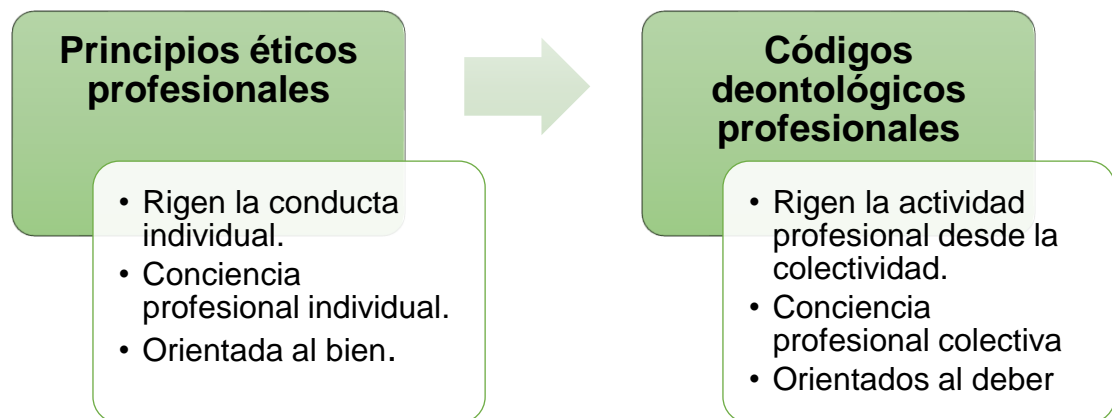 Principios éticos
profesionales
• Rigen la conducta
individual.
• Conciencia
profesional individual.
• Orientada al bien.
Códigos
deontológicos
profesionales
• Rigen la actividad
profesional desde la
colectividad.
• Conciencia
profesional colectiva
• Orientados al deber